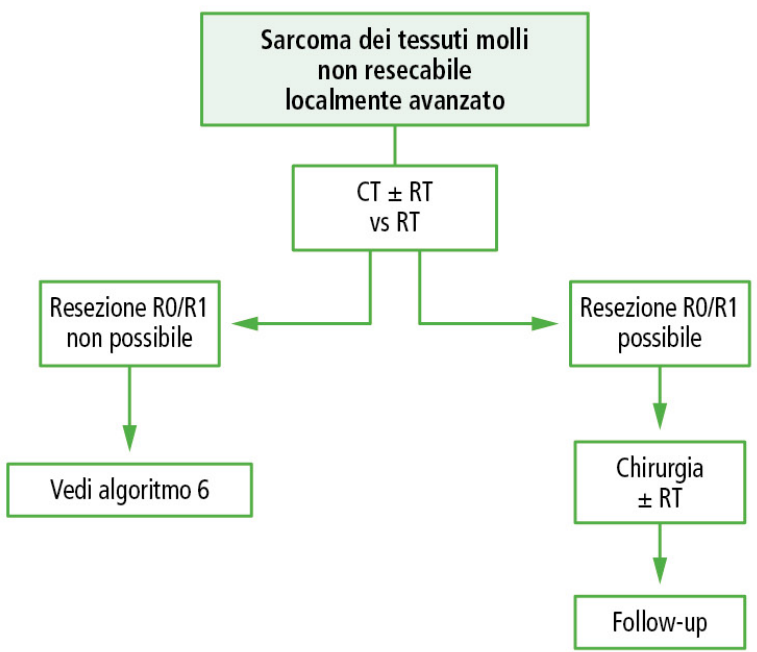 Sarcoma dei tessuti molli
non resecabile
localmente avanzato
CT ± RT
vs RT
Resezione R0/R1
non possibile
Resezione R0/R1
possibile
Vedi algoritmo 6
Chirurgia
± RT
Follow-up